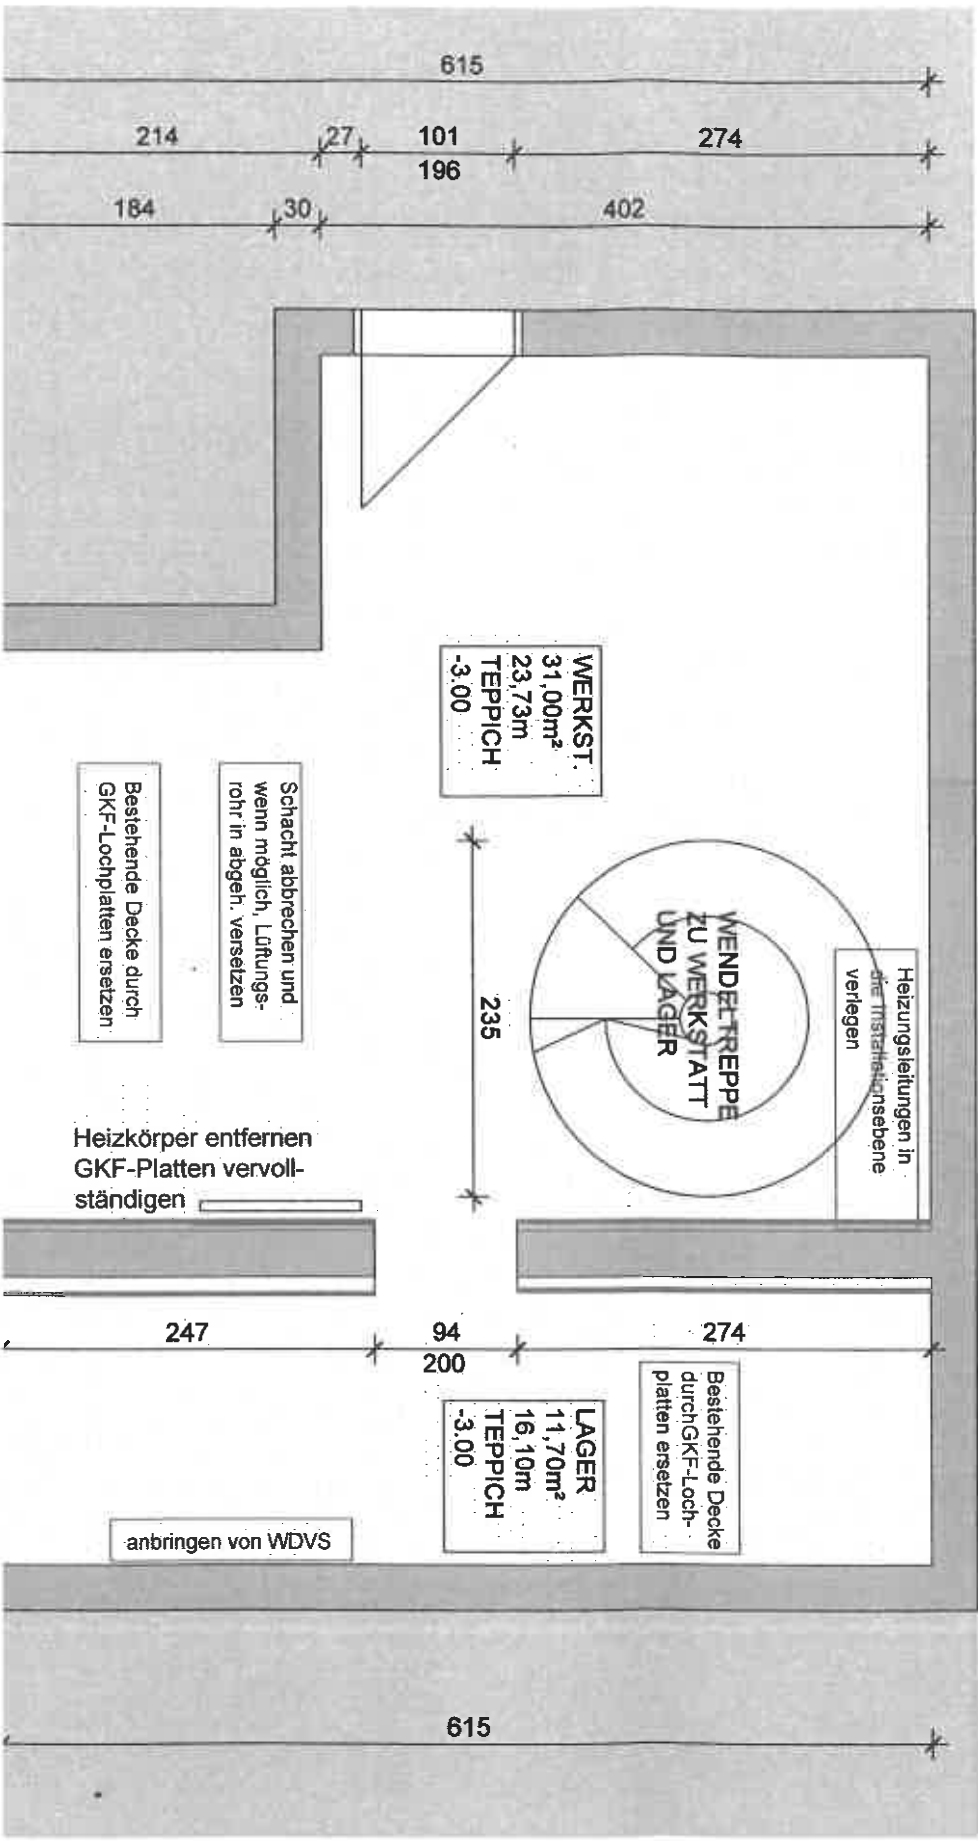 615
214
27
101
274
196
184
30
402
WERKST.
31,00m²
23,73m
TEPPICH
-3.00
Schacht abbrechen und
wenn möglich, Lüftungs-
rohr in abgeh. versetzen
Bestehende Decke durch
GKF-Lochplatten ersetzen
WENDELTREPPE
ZU WERKSTATT
UND LAGER
Heizungsleitungen in
die Installationsebene
verlegen
235
Heizkörper entfernen
GKF-Platten vervoll-
ständigen
247
94
274
200
Bestehende Decke
durchGKF-Loch-
platten ersetzen
LAGER
11,70m²
16,10m
TEPPICH
-3.00
anbringen von WDVS
615